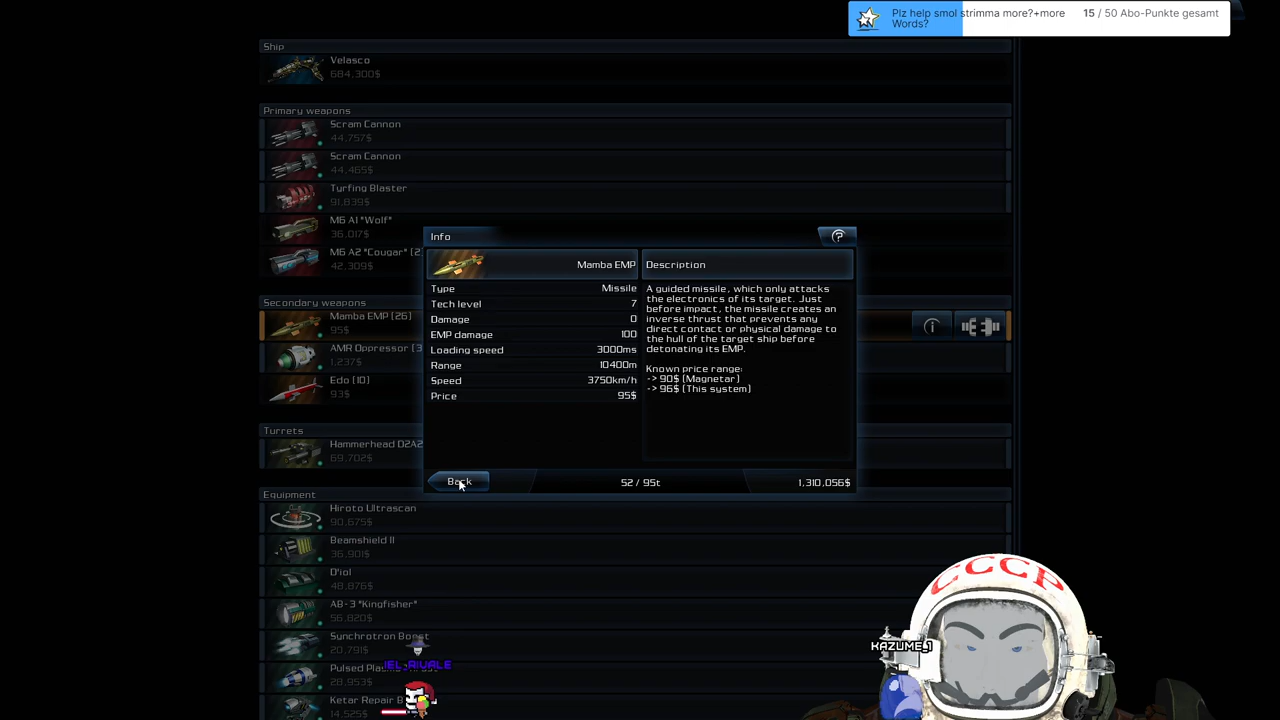 Plz help smol strimma more?+more
Words?
15 / 50 Abo-Punkte gesamt
Ship
Velasco
684,300$
Primary weapons
Scram Cannon
44,757$
Scram Cannon
44,465$
Tyrfing Blaster
91,839$
M6 A1 "Wolf"
36,017$
M6 A2 "Cougar" (2
42,309$
Secondary weapons
Mamba EMP (26)
95$
AMR Oppressor (3
1,237$
Edo (10)
93$
Turrets
Hammerhead D2A2
69,702$
Equipment
Hiroto Ultrascan
90,675$
Beamshield II
36,901$
D'iol
48,876$
AB-3 "Kingfisher"
56,820$
Synchrotron Boost
20,791$
Pulsed Plasma
28,953$
Ketar Repair B
14,525$
Info
Mamba EMP
Type Missile
Tech level 7
Damage 0
EMP damage 100
Loading speed 3000ms
Range 10400m
Speed 3750km/h
Price 95$
Description
A guided missile, which only attacks
the electronics of its target. Just
before impact, the missile creates an
inverse thrust that prevents any
direct contact or physical damage to
the hull of the target ship before
detonating its EMP.
Known price range:
-> 90$ (Magnetar)
-> 96$ (This system)
Back
52 / 95t
1,310,056$
CCCP
KAZUME_1
IEL_RIVALE